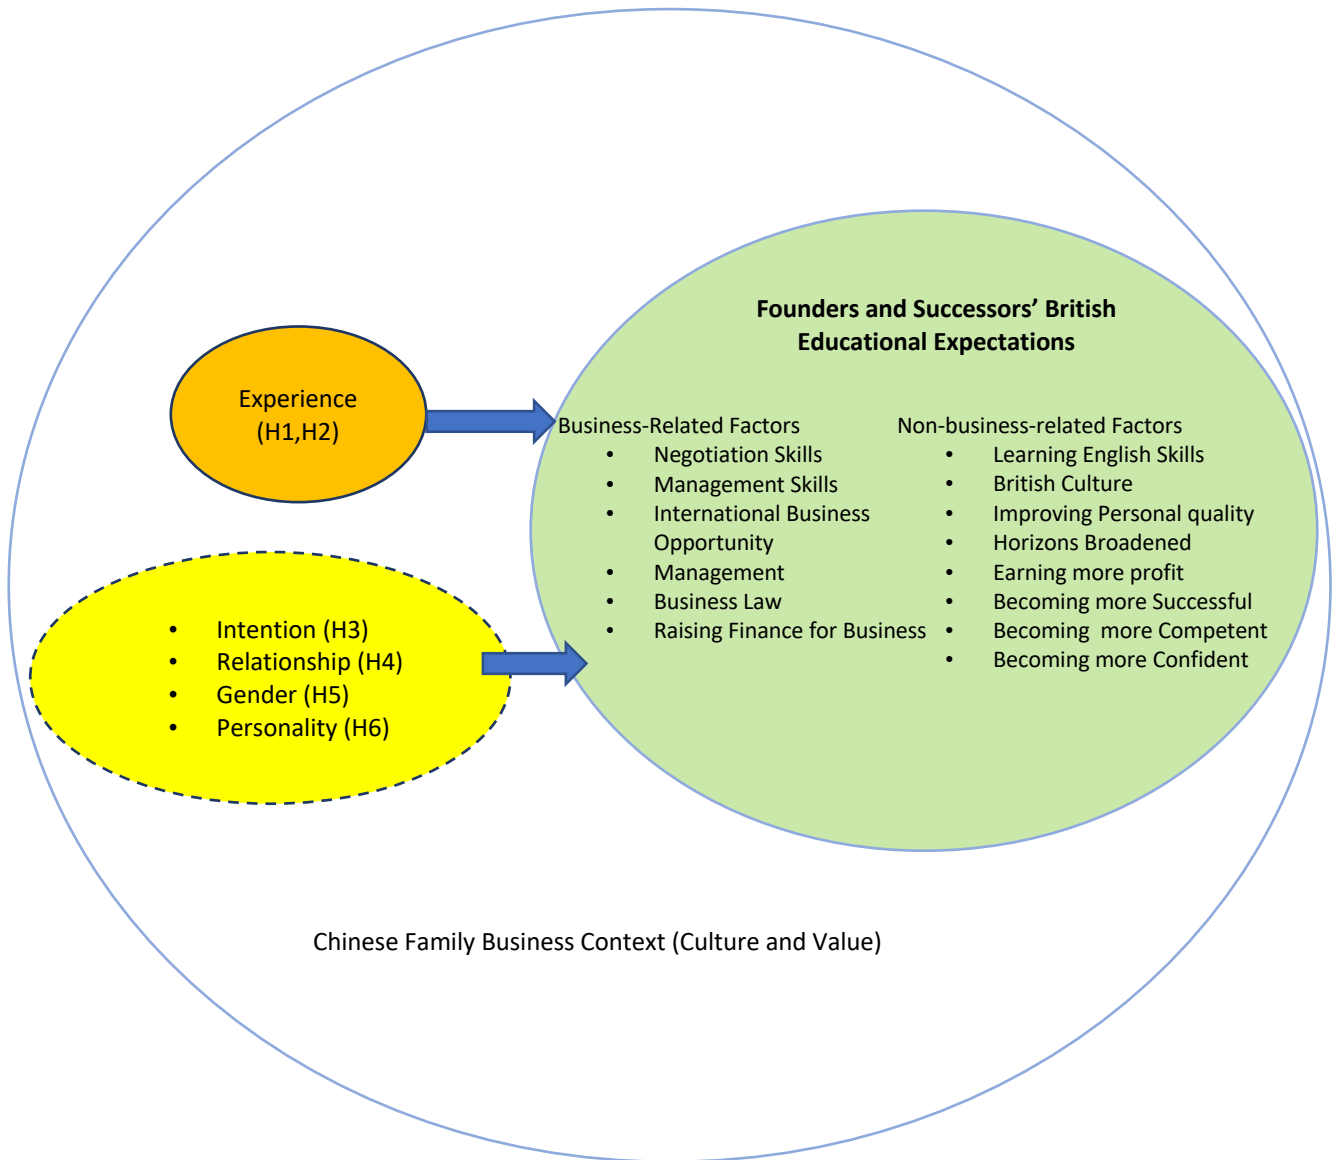 Founders and Successors’ British
Educational Expectations
Experience
(H1,H2)
Business-Related Factors
• Negotiation Skills
• Management Skills
• International Business
Opportunity
• Management
• Business Law
• Raising Finance for Business
Non-business-related Factors
• Learning English Skills
• British Culture
• Improving Personal quality
• Horizons Broadened
• Earning more profit
• Becoming more Successful
• Becoming  more Competent
• Becoming more Confident
• Intention (H3)
• Relationship (H4)
• Gender (H5)
• Personality (H6)
Chinese Family Business Context (Culture and Value)